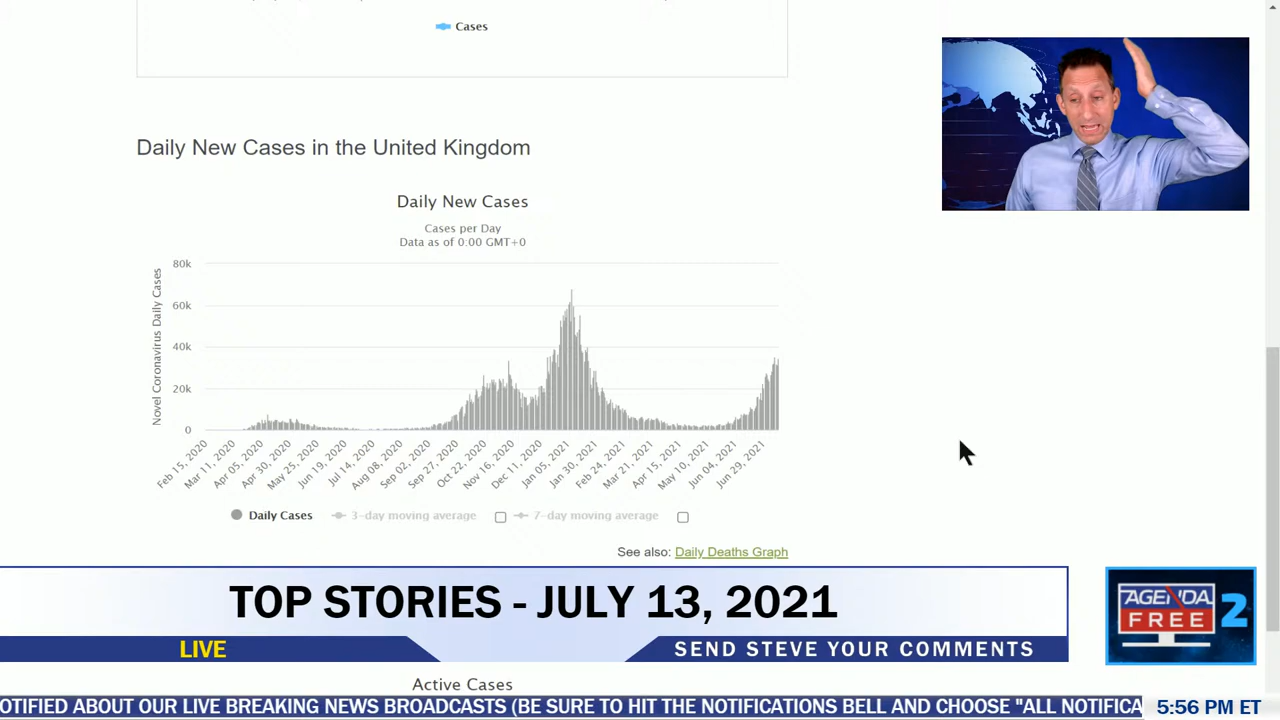 Cases
Daily New Cases in the United Kingdom
Daily New Cases
Cases per Day
Data as of 0:00 GMT+0
Novel Coronavirus Daily Cases
80k
60k
40k
20k
0
Feb 15, 2020
Mar 11, 2020
Apr 05, 2020
Apr 30, 2020
May 25, 2020
Jun 19, 2020
Jul 14, 2020
Aug 08, 2020
Sep 02, 2020
Sep 27, 2020
Oct 22, 2020
Nov 16, 2020
Dec 11, 2020
Jan 05, 2021
Jan 30, 2021
Feb 24, 2021
Mar 21, 2021
Apr 15, 2021
May 10, 2021
Jun 04, 2021
Jun 29, 2021
Daily Cases 3-day moving average 7-day moving average
See also: Daily Deaths Graph
TOP STORIES - JULY 13, 2021
AGENDA
FREE 2
LIVE SEND STEVE YOUR COMMENTS
Active Cases
OTIFIED ABOUT OUR LIVE BREAKING NEWS BROADCASTS (BE SURE TO HIT THE NOTIFICATIONS BELL AND CHOOSE "ALL NOTIFICA 5:56 PM ET